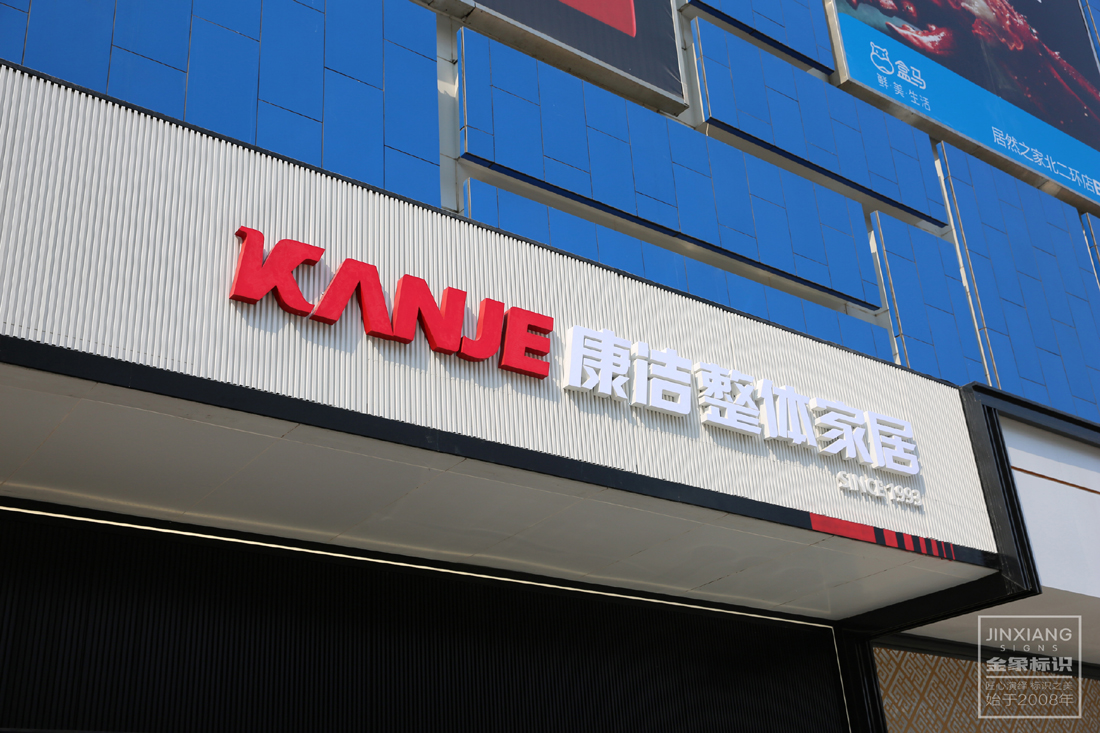 盒马
鲜·美·生活
居然之家北二环店
KANJE 康洁整体家居
SINCE 1993
JINXIANG
SIGNS
金象标识
匠心演绎 标识之美
始于2008年